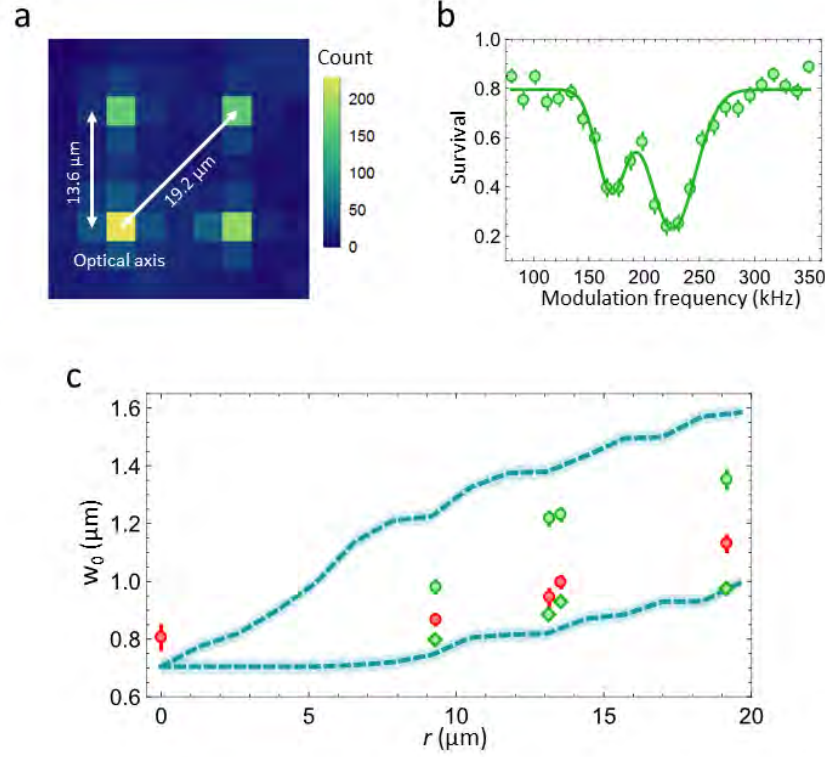 a
Count
200
150
100
50
0
13.6 μm
19.2 μm
Optical axis
b
1.0
0.8
0.6
0.4
0.2
Survival
100 150 200 250 300 350
Modulation frequency (kHz)
c
1.6
1.4
1.2
1.0
0.8
0.6
w₀ (μm)
0 5 10 15 20
r (μm)